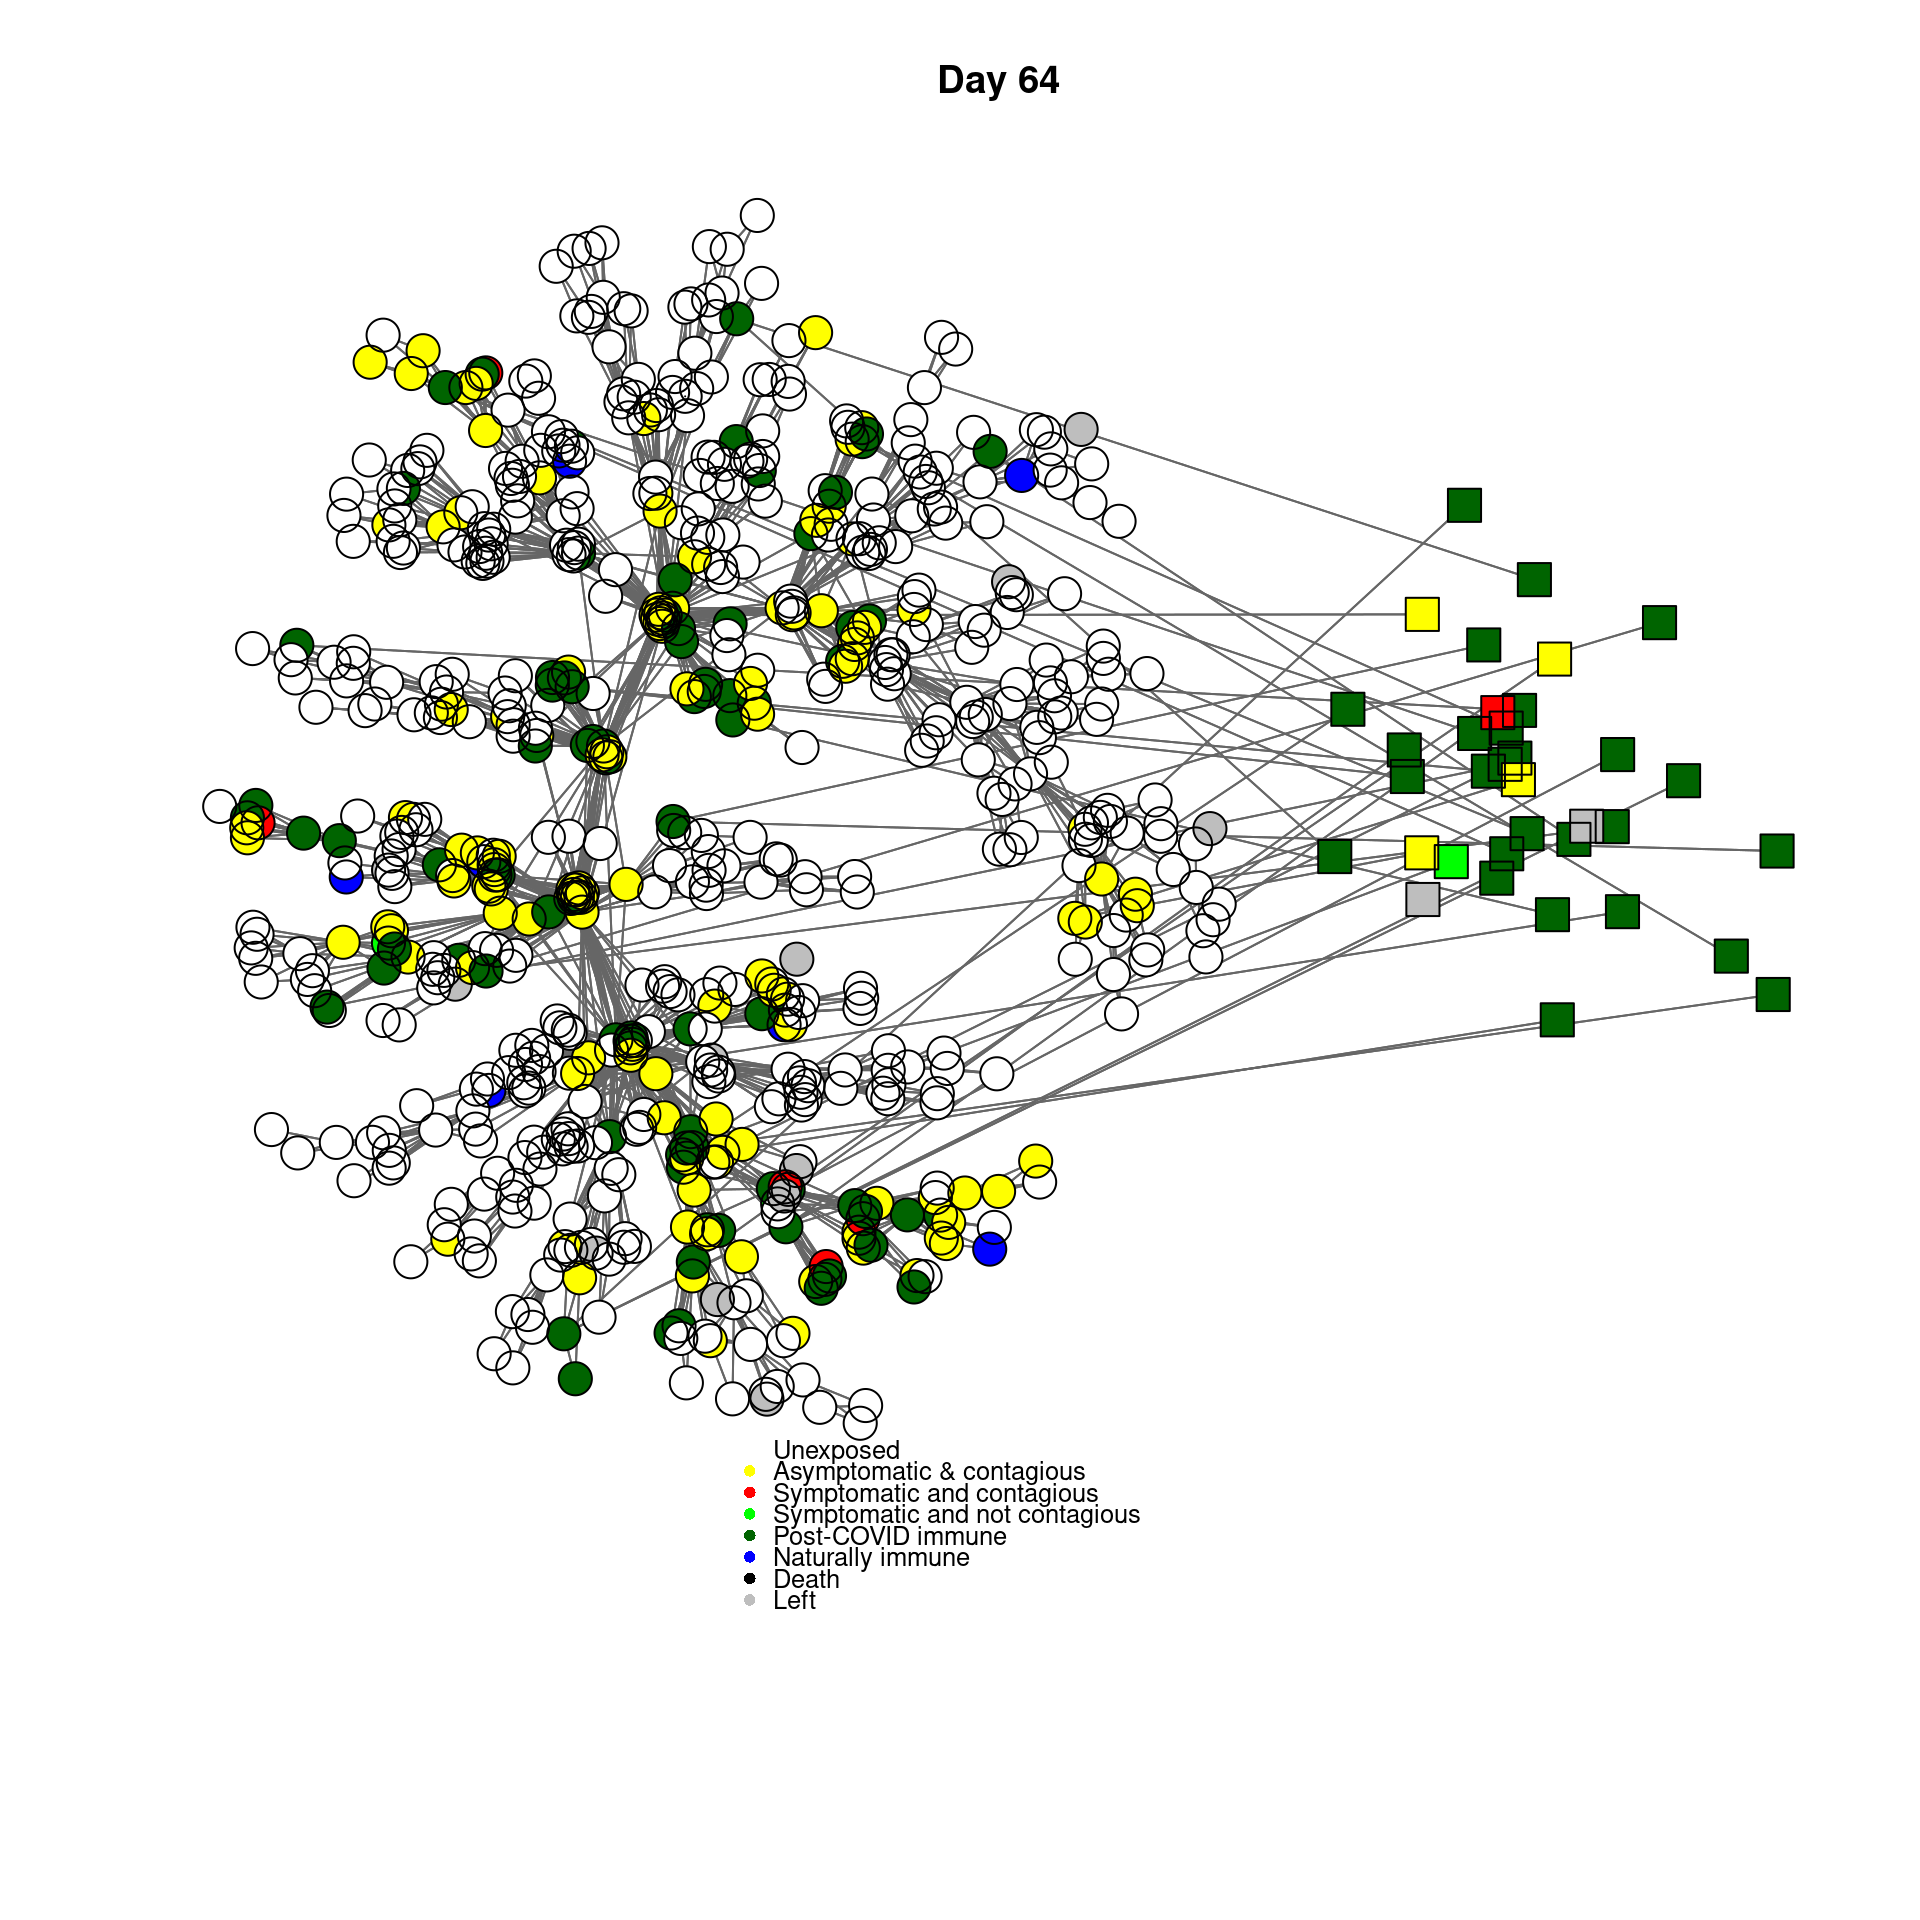 Day 64
Unexposed
Asymptomatic & contagious
Symptomatic and contagious
Symptomatic and not contagious
Post-COVID immune
Naturally immune
Death
Left